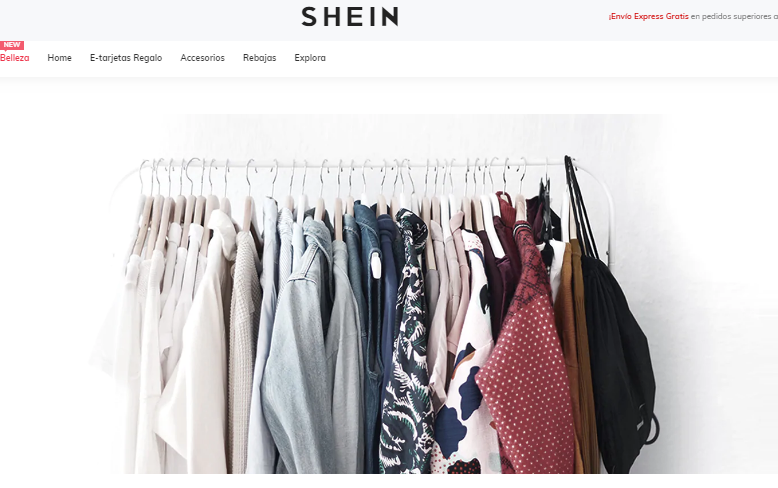 SHEIN
¡Envío Express Gratis en pedidos superiores a
NEW
Belleza Home E-tarjetas Regalo Accesorios Rebajas Explora